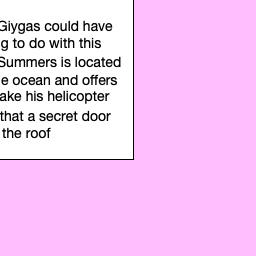 Giygas could have
g to do with this
Summers is located
e ocean and offers
ake his helicopter
that a secret door
the roof